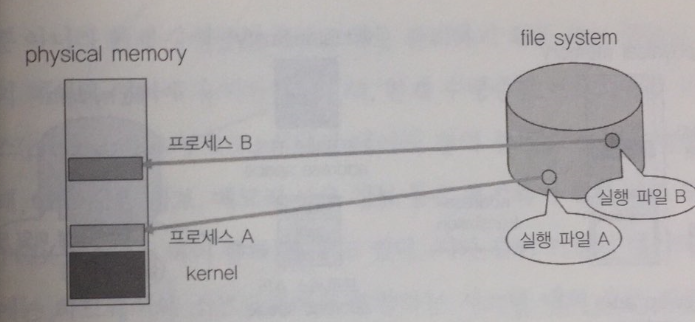 physical memory
file system
프로세스 B
실행 파일 B
프로세스 A
실행 파일 A
kernel